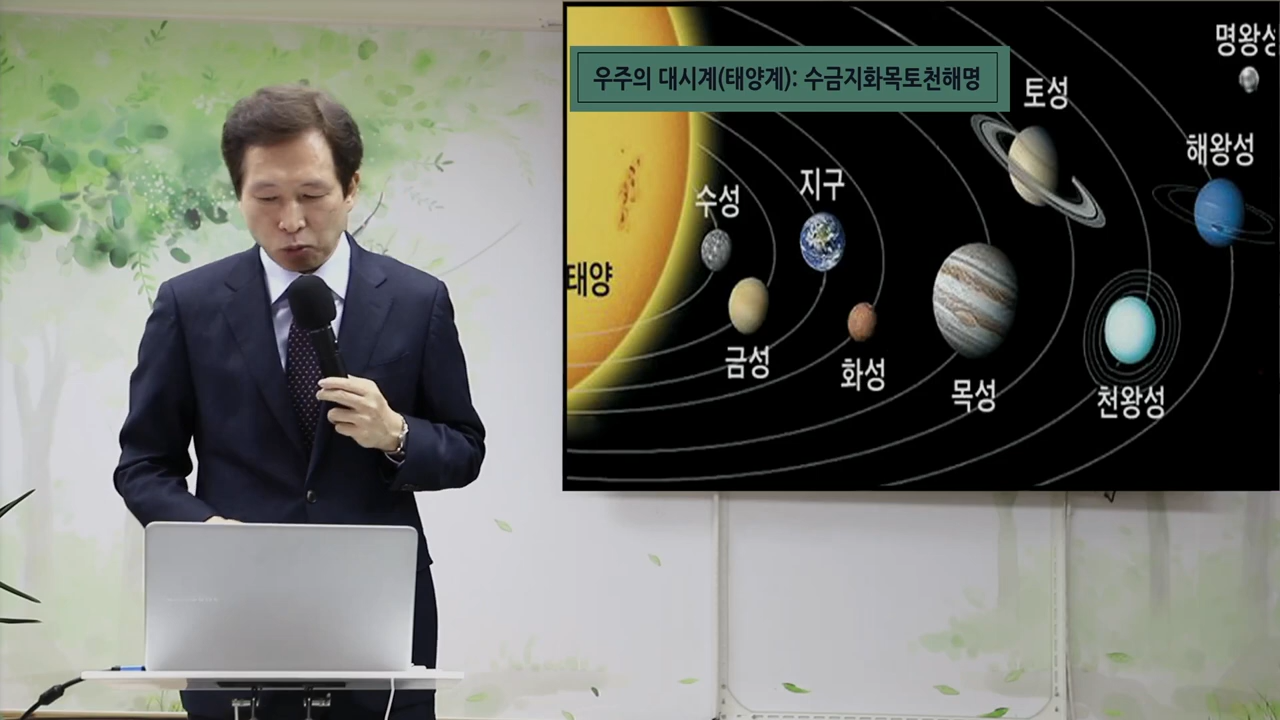 우주의 대시계(태양계): 수금지화목토천해명
명왕성
토성
해왕성
지구
수성
태양
금성
화성
목성
천왕성